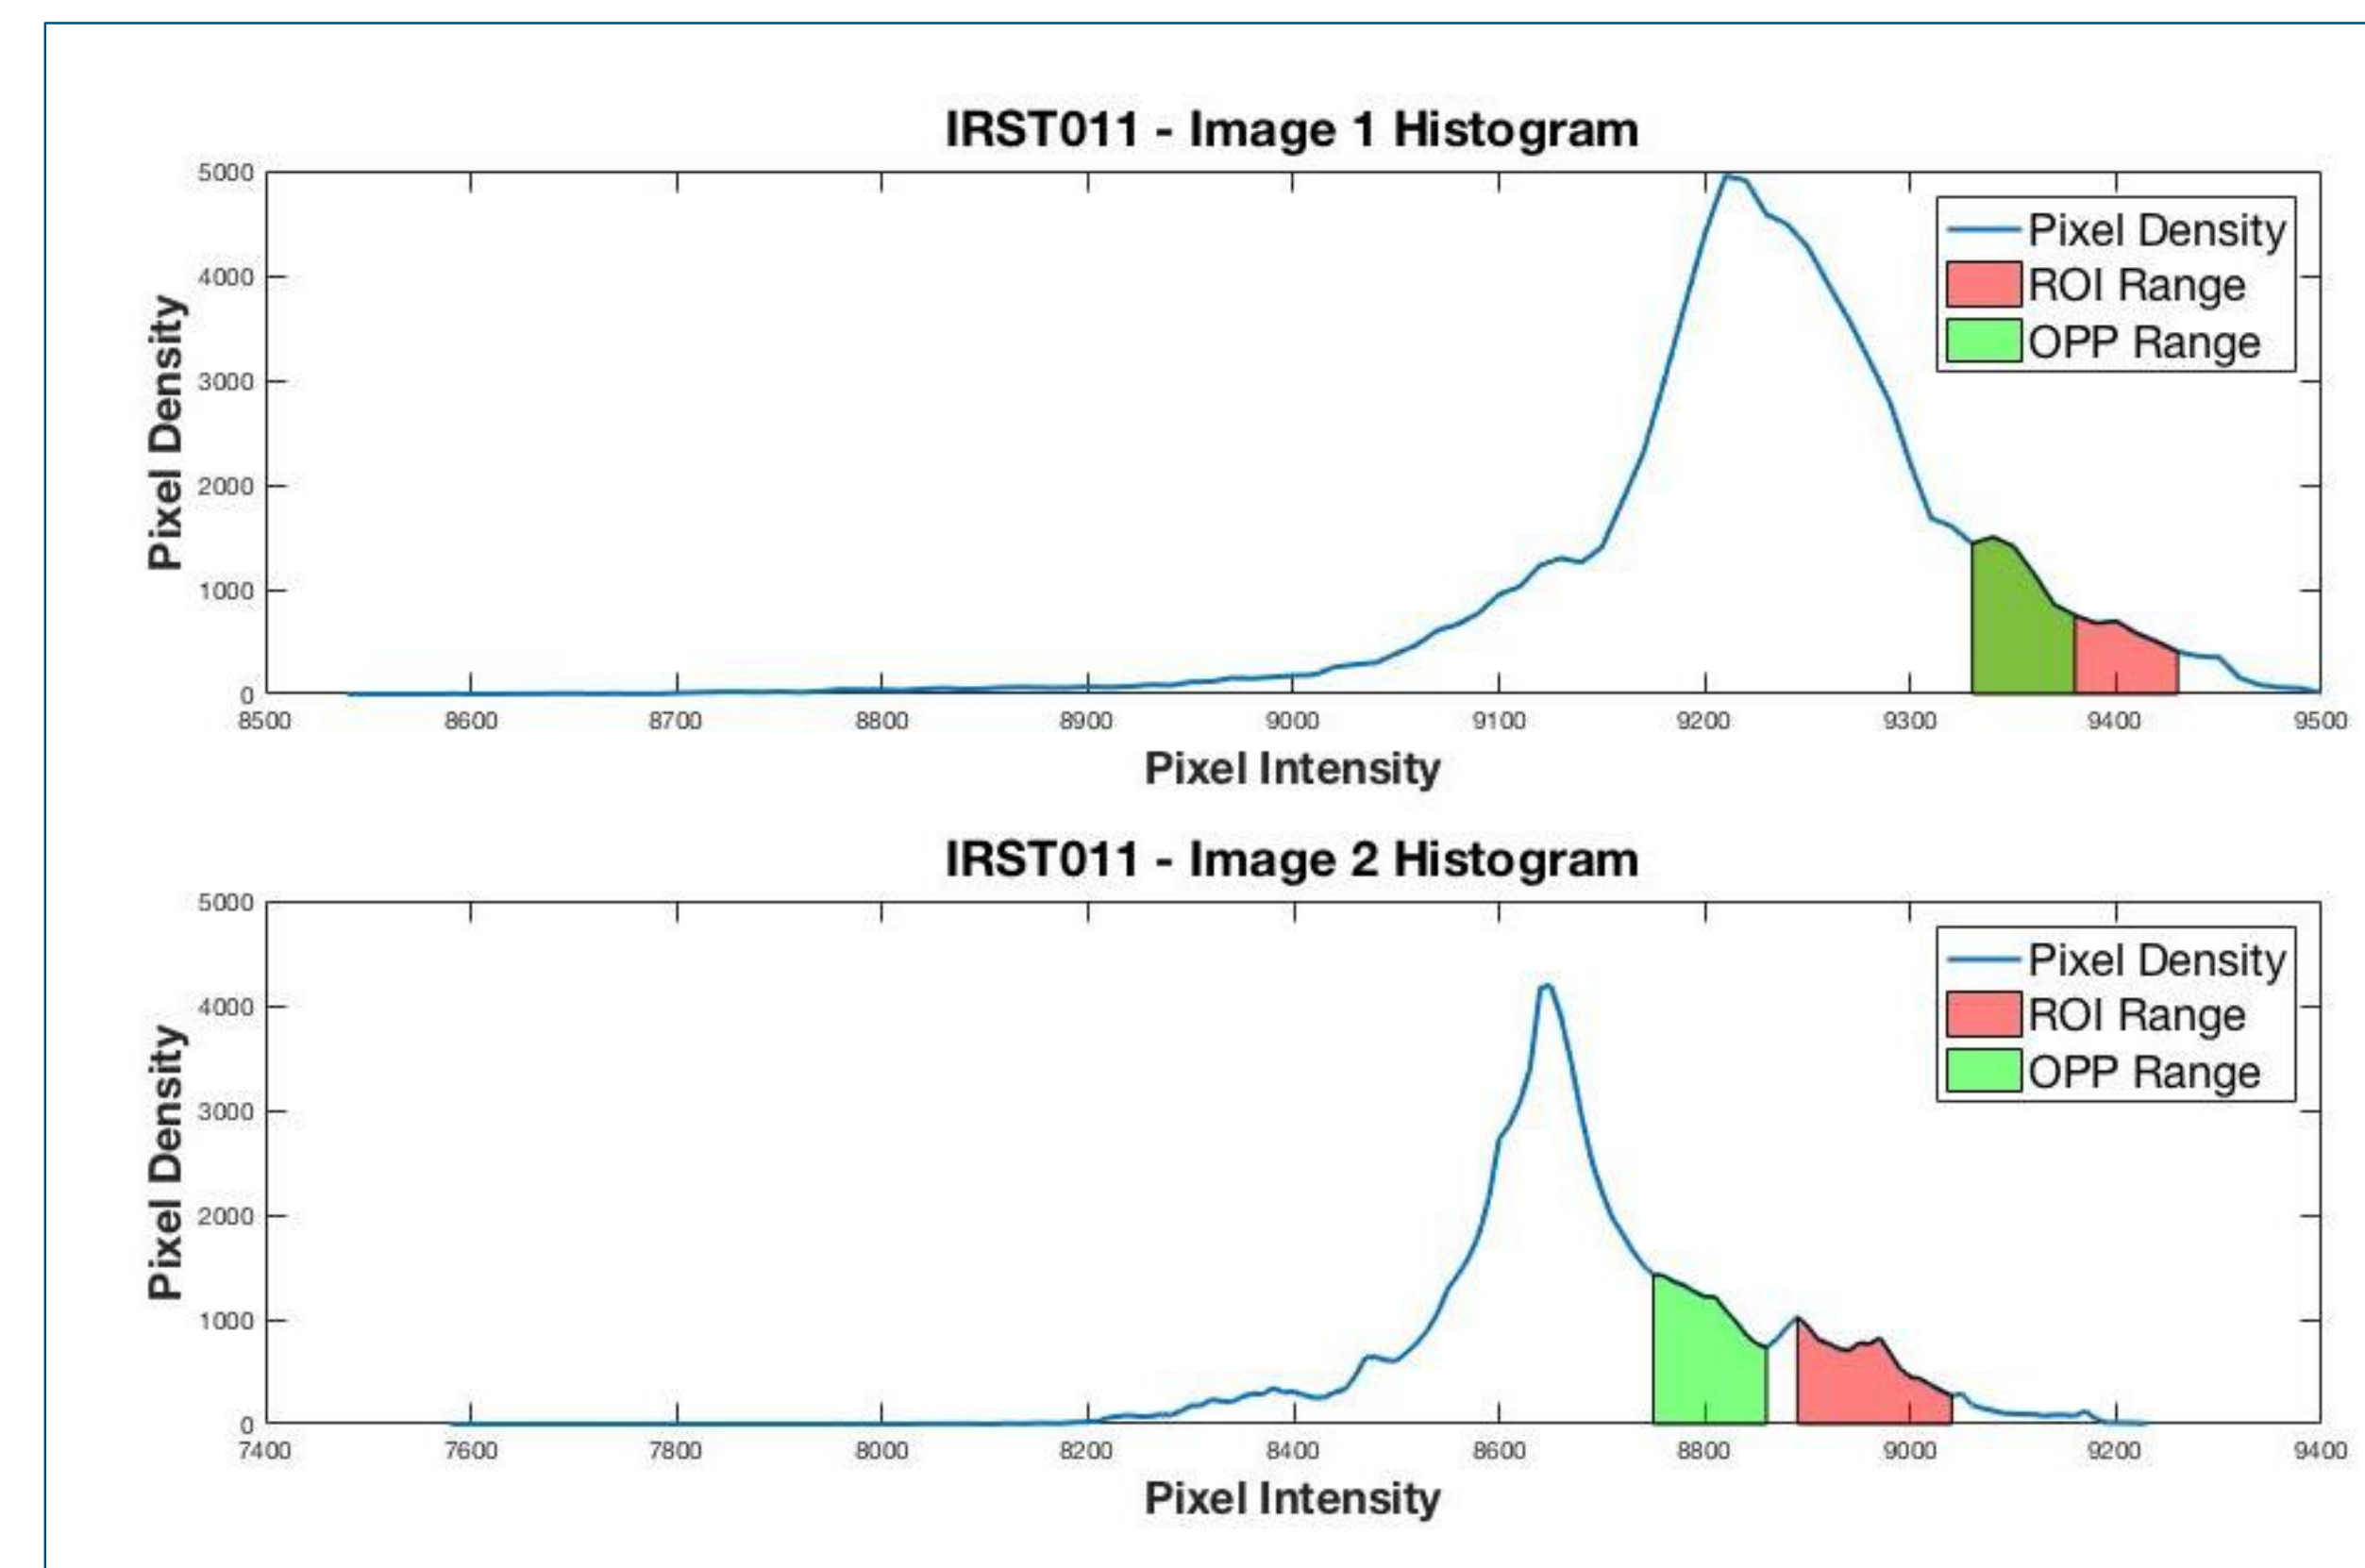 IRST011 - Image 1 Histogram
5000
4000
3000
2000
1000
0
Pixel Density
8500 8600 8700 8800 8900 9000 9100 9200 9300 9400 9500
Pixel Intensity
Pixel Density
ROI Range
OPP Range
IRST011 - Image 2 Histogram
5000
4000
3000
2000
1000
0
Pixel Density
7400 7600 7800 8000 8200 8400 8600 8800 9000 9200 9400
Pixel Intensity
Pixel Density
ROI Range
OPP Range